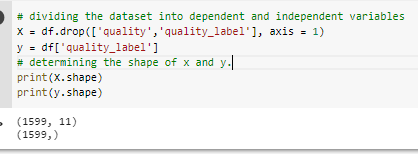 # dividing the dataset into dependent and independent variables
X = df.drop(['quality','quality_label'], axis = 1)
y = df['quality_label']
# determining the shape of x and y.
print(X.shape)
print(y.shape)
(1599, 11)
(1599,)